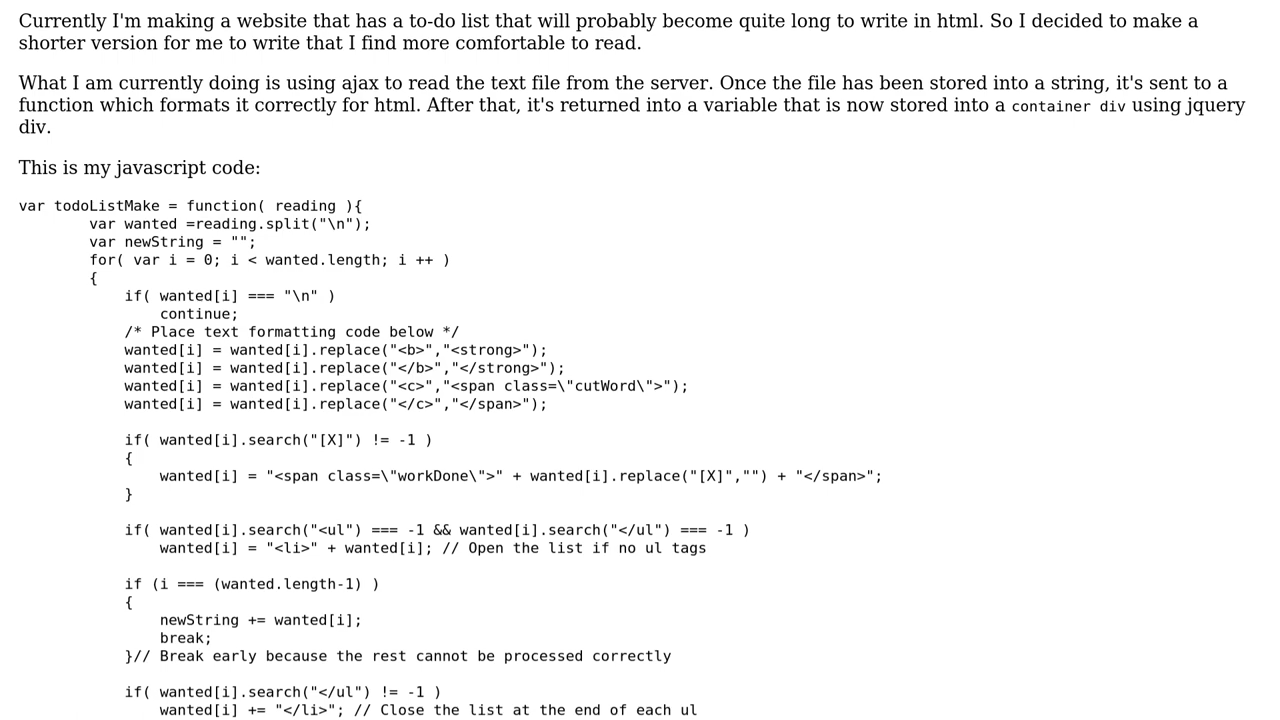 Currently I'm making a website that has a to-do list that will probably become quite long to write in html. So I decided to make a
shorter version for me to write that I find more comfortable to read.
What I am currently doing is using ajax to read the text file from the server. Once the file has been stored into a string, it's sent to a
function which formats it correctly for html. After that, it's returned into a variable that is now stored into a container div using jquery
div.
This is my javascript code:
var todoListMake = function( reading ){
        var wanted =reading.split("\n");
        var newString = "";
        for( var i = 0; i < wanted.length; i ++ )
        {
            if( wanted[i] === "\n" )
                continue;
            /* Place text formatting code below */
            wanted[i] = wanted[i].replace("<b>","<strong>");
            wanted[i] = wanted[i].replace("</b>","</strong>");
            wanted[i] = wanted[i].replace("<c>","<span class=\"cutWord\">");
            wanted[i] = wanted[i].replace("</c>","</span>");
            if( wanted[i].search("[X]") != -1 )
            {
                wanted[i] = "<span class=\"workDone\">" + wanted[i].replace("[X]","") + "</span>";
            }
            if( wanted[i].search("<ul") === -1 && wanted[i].search("</ul") === -1 )
                wanted[i] = "<li>" + wanted[i]; // Open the list if no ul tags
            if (i === (wanted.length-1) )
            {
                newString += wanted[i];
                break;
            }// Break early because the rest cannot be processed correctly
            if( wanted[i].search("</ul") != -1 )
                wanted[i] += "</li>"; // Close the list at the end of each ul